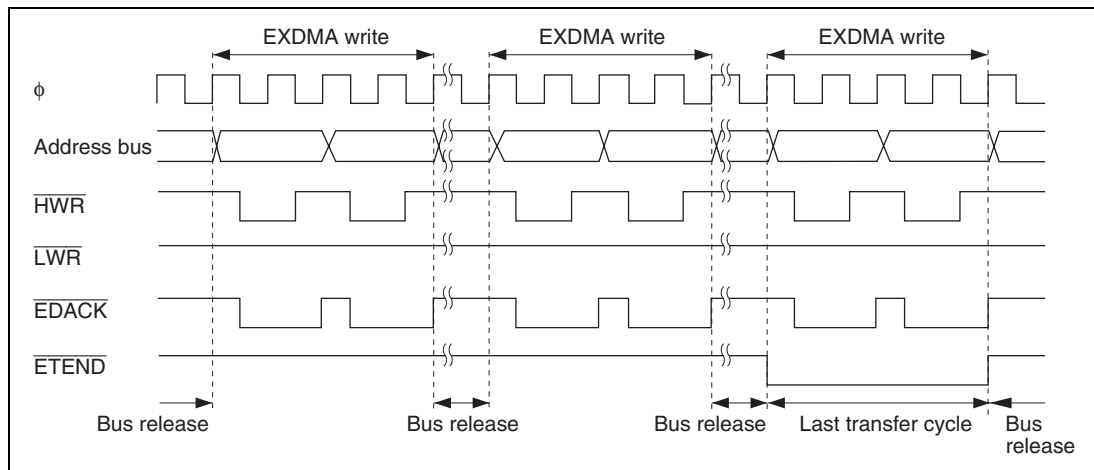 EXDMA write EXDMA write EXDMA write
φ
Address bus
HWR
LWR
EDACK
ETEND
Bus release Bus release Bus release Last transfer cycle Bus
release